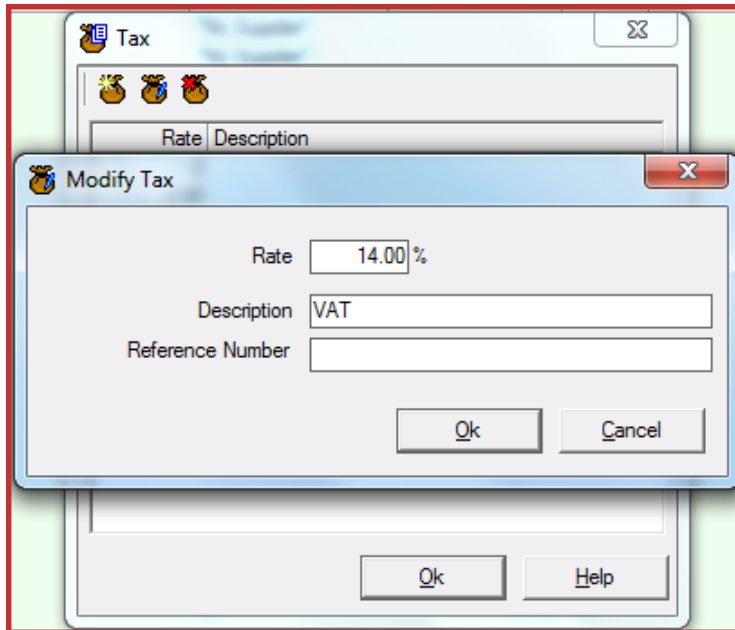 Tax
Rate Description
Modify Tax
Rate 14.00 %
Description VAT
Reference Number
Ok Cancel
Ok Help